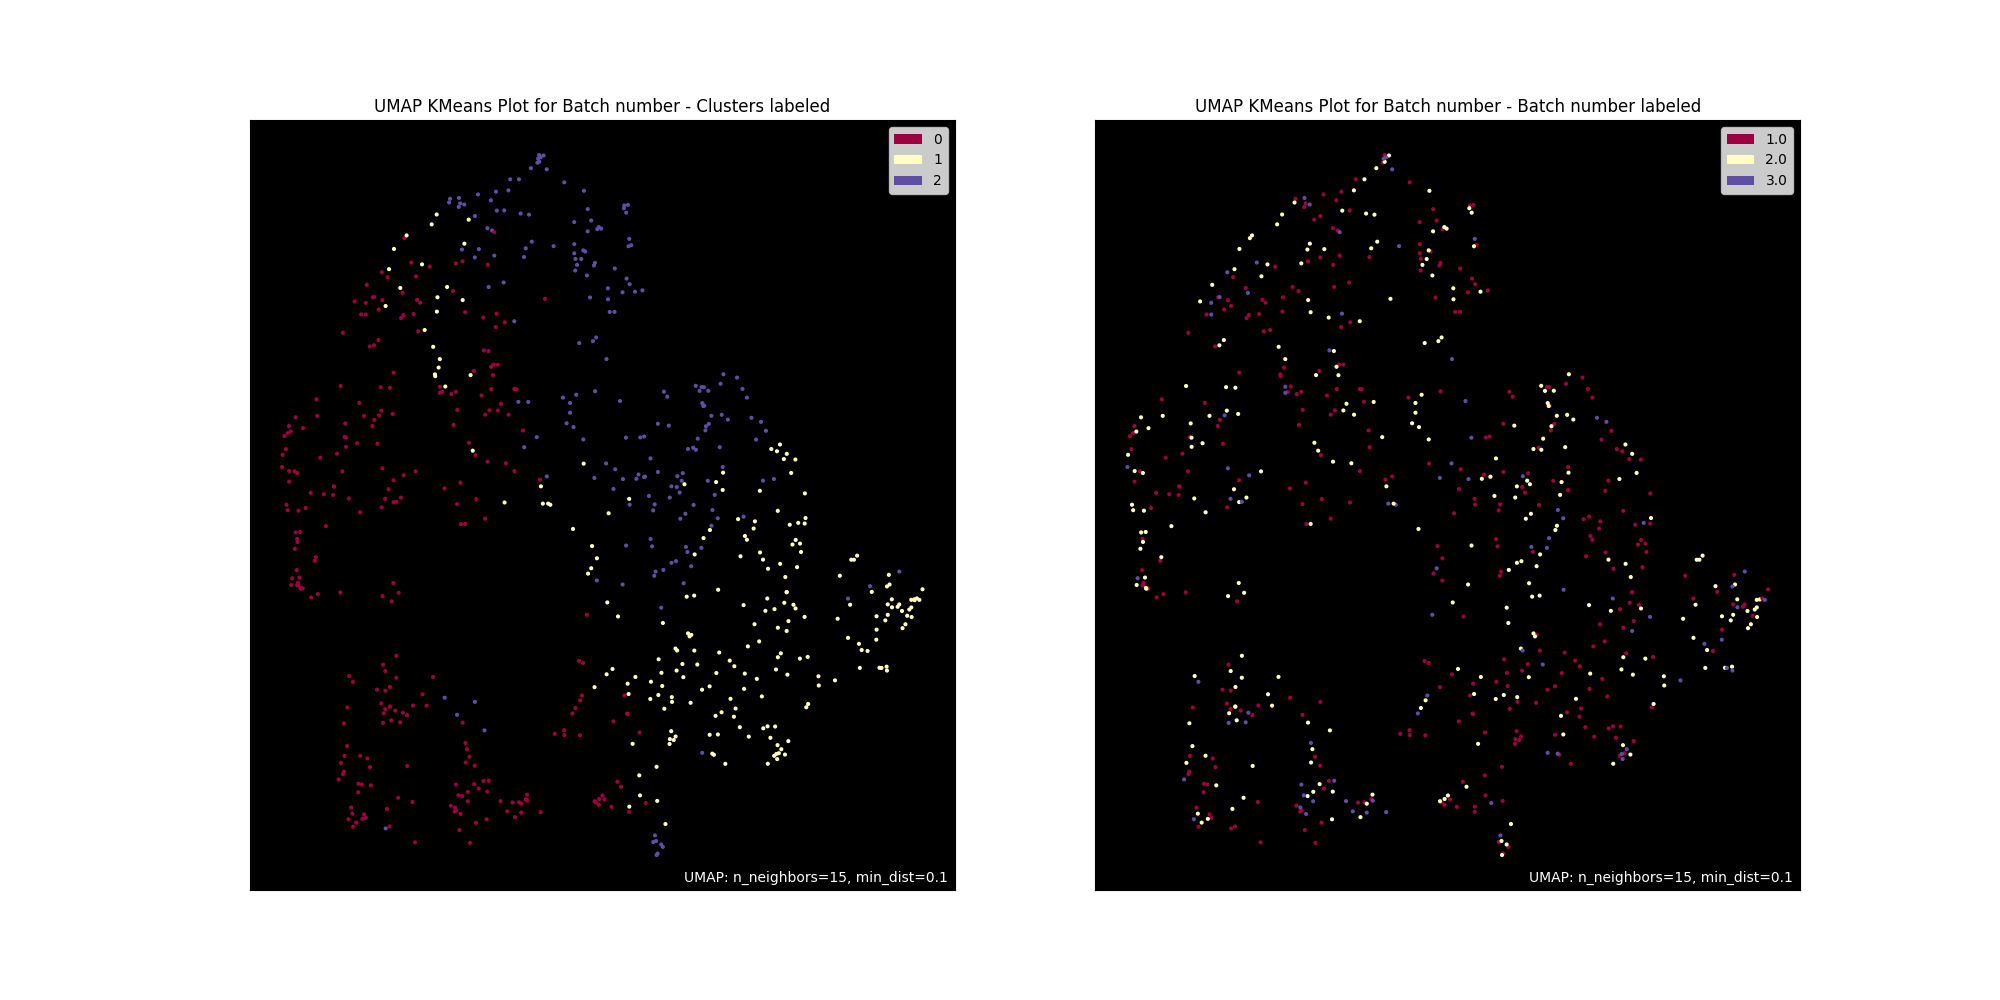 UMAP KMeans Plot for Batch number - Clusters labeled
0
1
2
UMAP: n_neighbors=15, min_dist=0.1
UMAP KMeans Plot for Batch number - Batch number labeled
1.0
2.0
3.0
UMAP: n_neighbors=15, min_dist=0.1